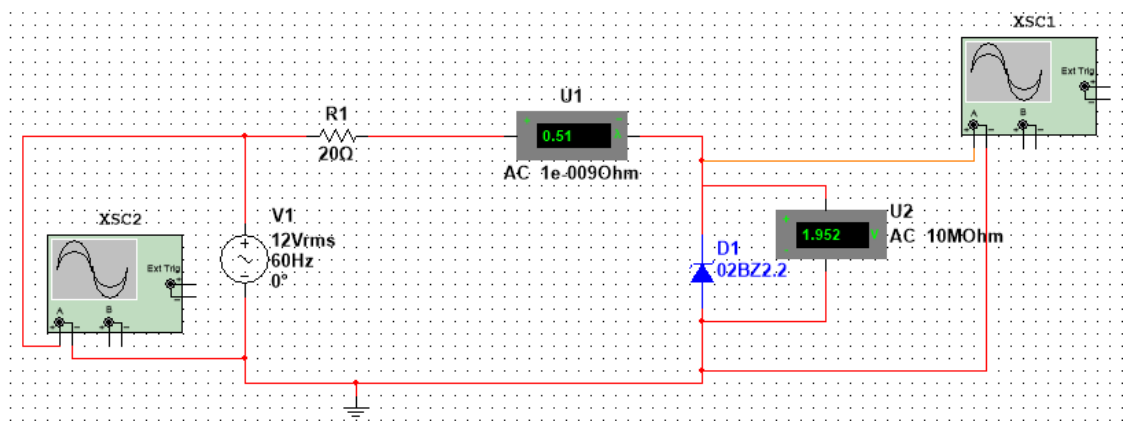 XSC1
Ext Trig
+
-
A
B
+ -
+ -
U1
+ -
0.51 A
AC 1e-009Ohm
R1
20Ω
XSC2
Ext Trig
+
-
A
B
+ -
+ -
V1
12Vrms
60Hz
0°
U2
+
1.952 V
-
AC 10MOhm
D1
02BZ2.2